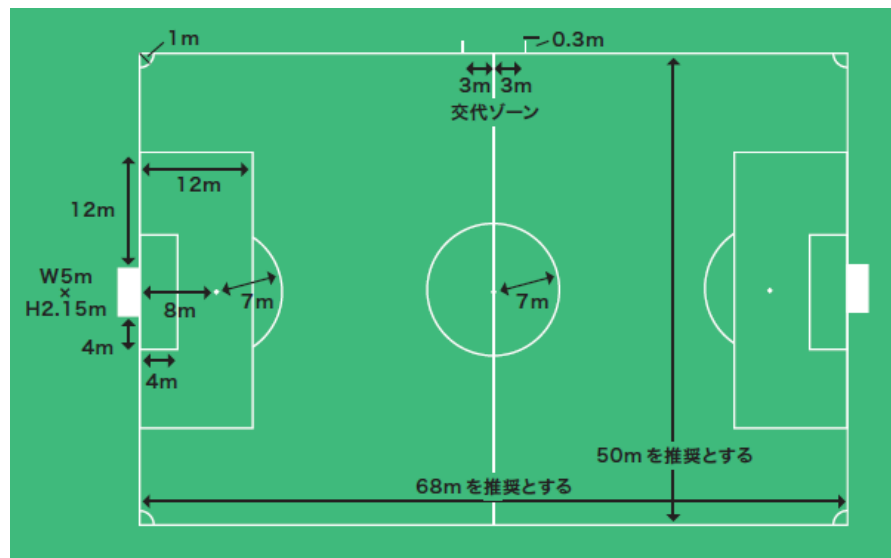 1m
0.3m
3m 3m
交代ゾーン
12m
12m
W5m
×
H2.15m
8m
7m
7m
4m
4m
50mを推奨とする
68mを推奨とする